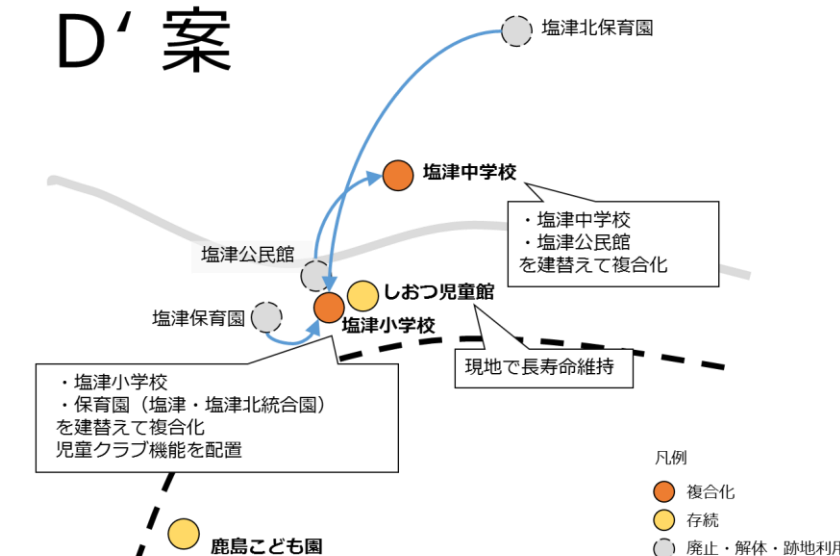 D‘ 案
塩津北保育園
塩津中学校
・塩津中学校
・塩津公民館
を建替えて複合化
塩津公民館
しおつ児童館
塩津保育園
塩津小学校
現地で長寿命維持
・塩津小学校
・保育園（塩津・塩津北統合園）
を建替えて複合化
児童クラブ機能を配置
凡例
複合化
存続
廃止・解体・跡地利用
鹿島こども園